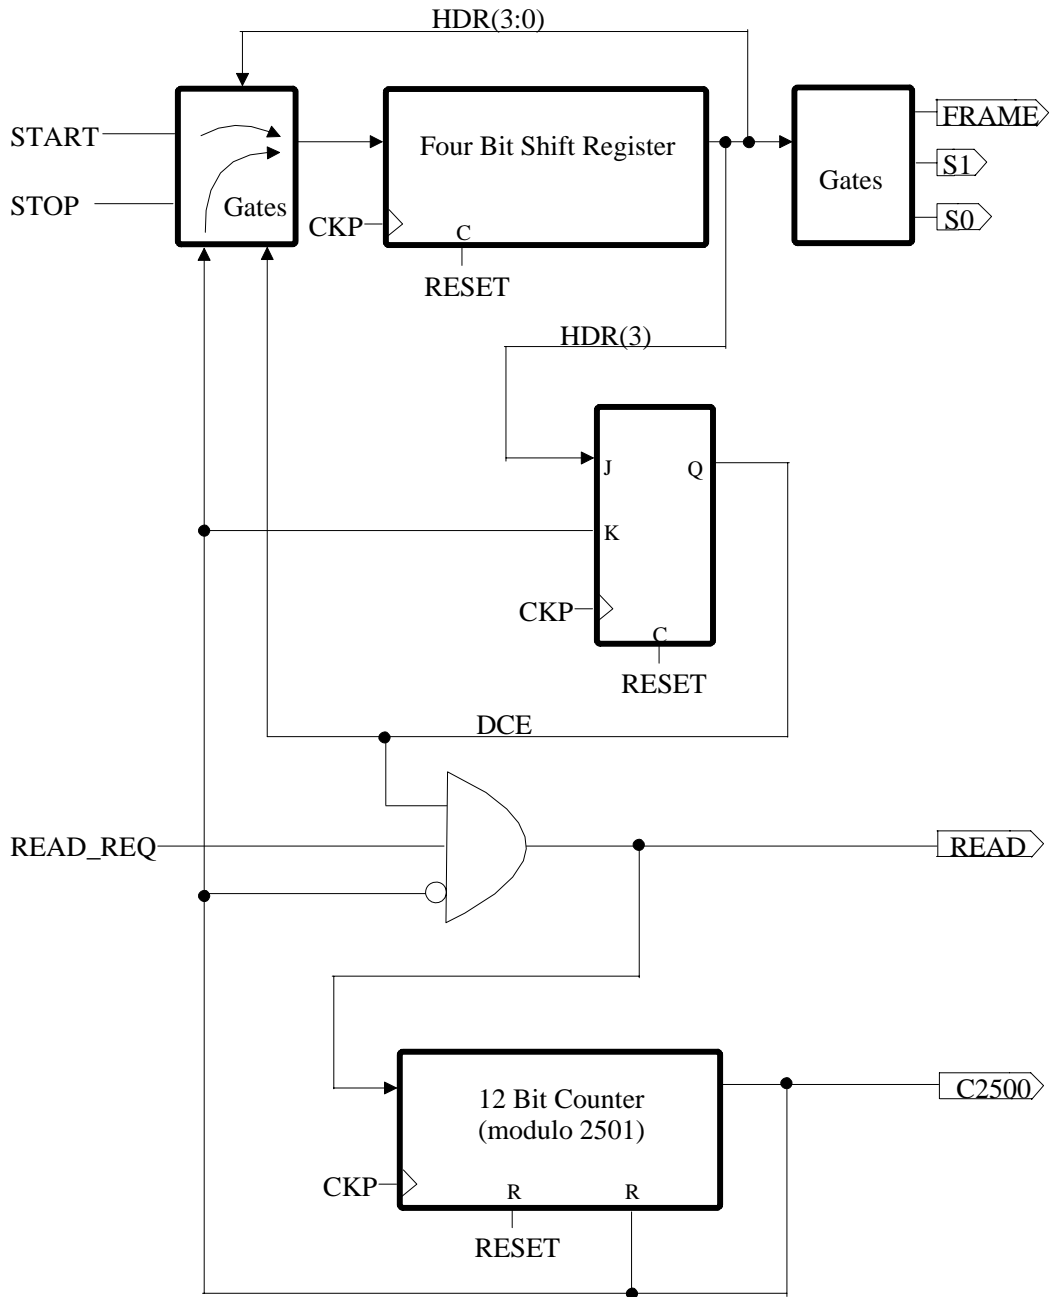 HDR(3:0)
START
STOP
Gates
Four Bit Shift Register
CKP
C
RESET
Gates
FRAME
S1
S0
HDR(3)
J
Q
K
CKP
C
RESET
DCE
READ_REQ
READ
12 Bit Counter
(modulo 2501)
C2500
CKP
R
R
RESET